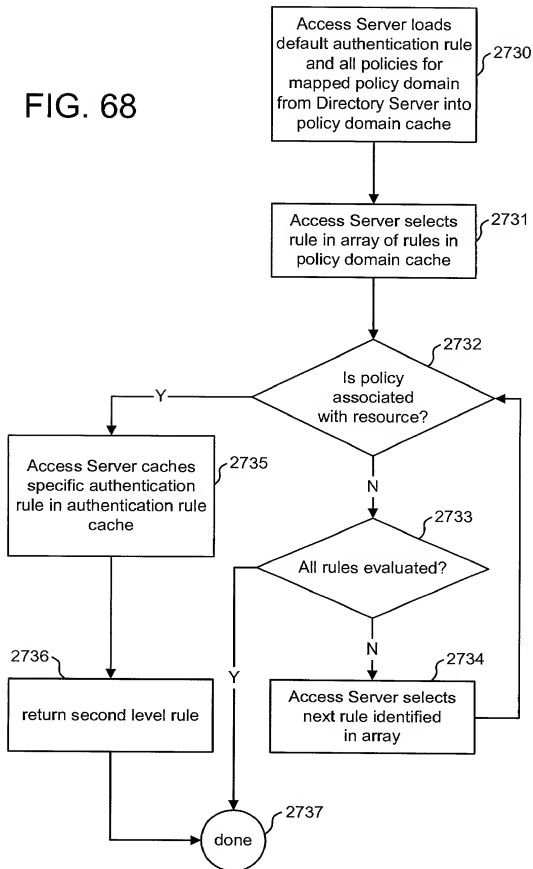 FIG. 68
Access Server loads
default authentication rule
and all policies for
mapped policy domain
from Directory Server into
policy domain cache
2730
Access Server selects
rule in array of rules in
policy domain cache
2731
2732
Is policy
associated
with resource?
Y
N
Access Server caches
specific authentication
rule in authentication rule
cache
2735
2733
All rules evaluated?
Y
N
2736
return second level rule
2734
Access Server selects
next rule identified
in array
done
2737